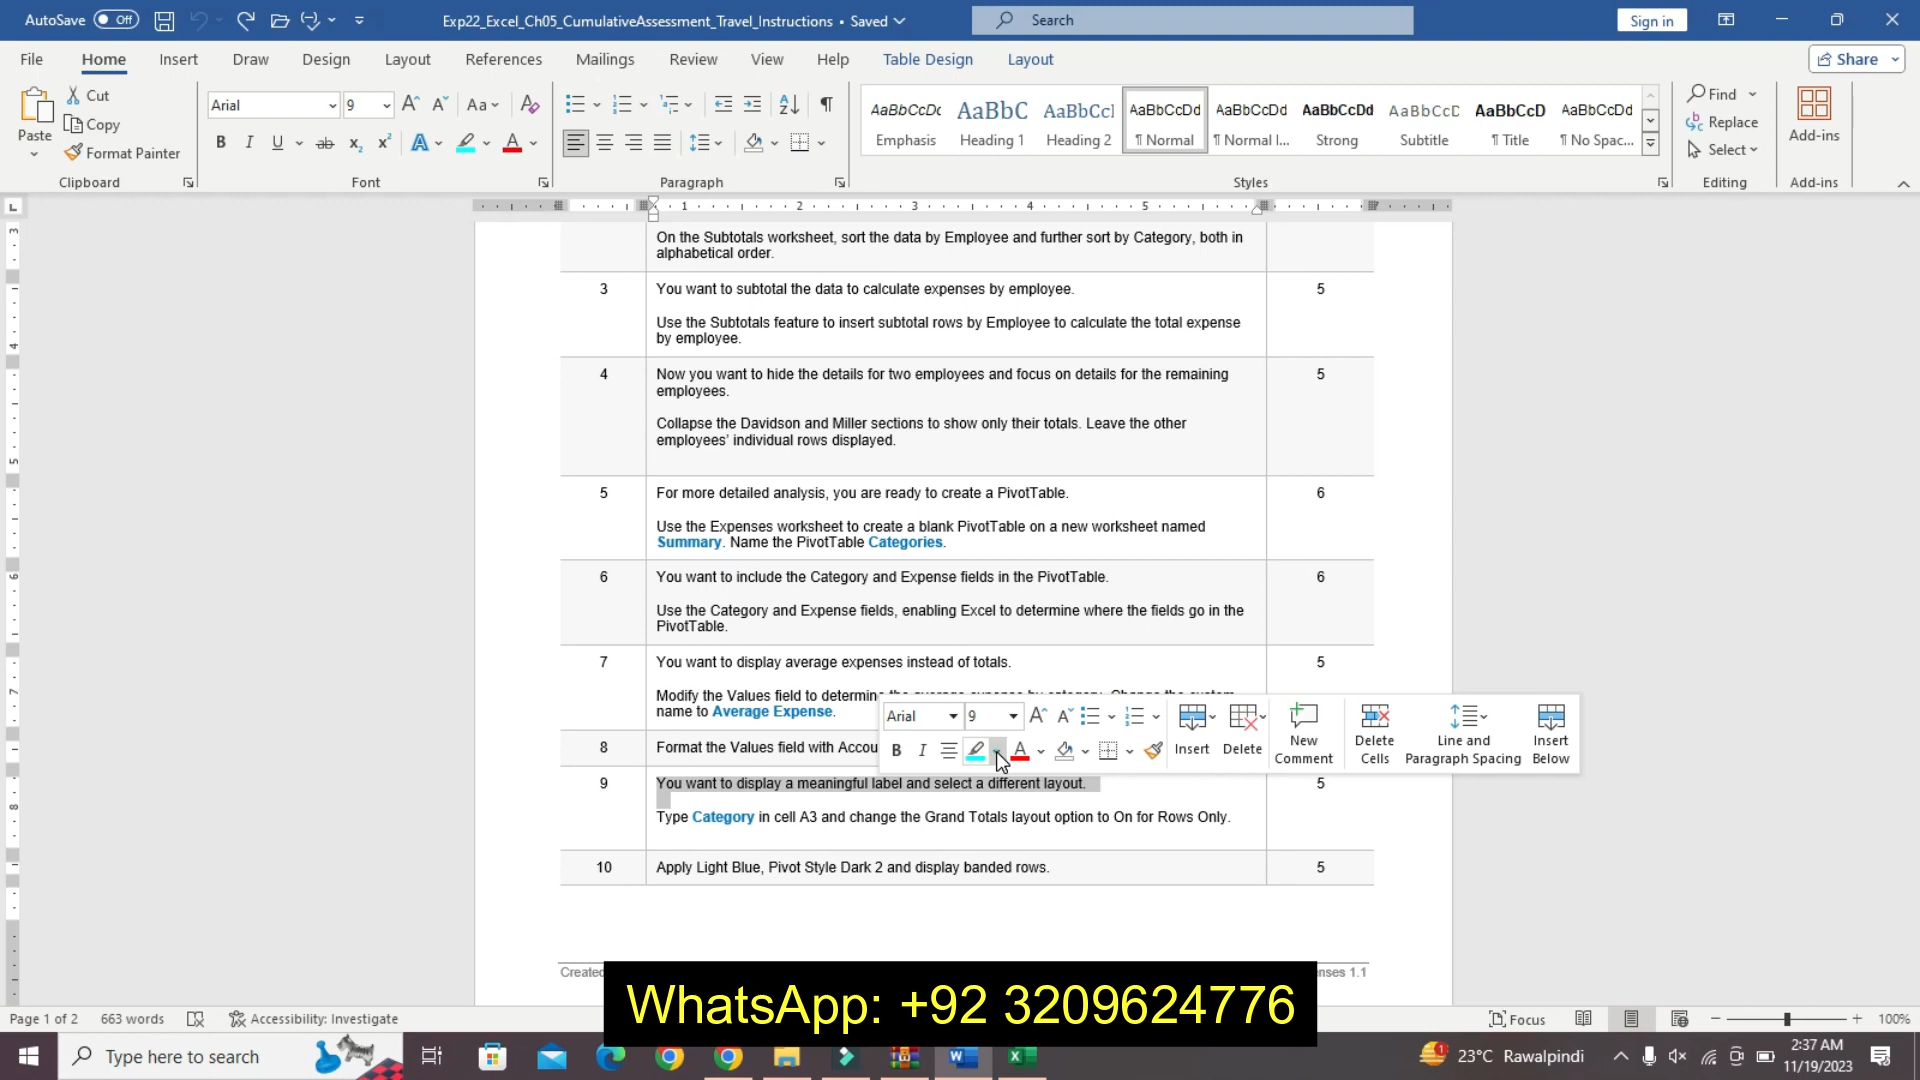 AutoSave Off
Exp22_Excel_Ch05_CumulativeAssessment_Travel_Instructions • Saved
Search
Sign in
File Home Insert Draw Design Layout References Mailings Review View Help Table Design Layout
Share
Paste
Cut
Copy
Format Painter
Clipboard
Arial 9
Font
Paragraph
AaBbCcDc AaBbC AaBbCcI AaBbCcDd AaBbCcDd AaBbCcDd AaBbCcD AaBbCcD AaBbCcDd
Emphasis Heading 1 Heading 2 ¶ Normal ¶ Normal I... Strong Subtitle ¶ Title ¶ No Spac...
Styles
Find
Replace
Select
Editing
Add-ins
Add-ins
On the Subtotals worksheet, sort the data by Employee and further sort by Category, both in
alphabetical order.
3 You want to subtotal the data to calculate expenses by employee. 5
Use the Subtotals feature to insert subtotal rows by Employee to calculate the total expense
by employee.
4 Now you want to hide the details for two employees and focus on details for the remaining 5
employees.
Collapse the Davidson and Miller sections to show only their totals. Leave the other
employees' individual rows displayed.
5 For more detailed analysis, you are ready to create a PivotTable. 6
Use the Expenses worksheet to create a blank PivotTable on a new worksheet named
Summary. Name the PivotTable Categories.
6 You want to include the Category and Expense fields in the PivotTable. 6
Use the Category and Expense fields, enabling Excel to determine where the fields go in the
PivotTable.
7 You want to display average expenses instead of totals. 5
Modify the Values field to determine
name to Average Expense.
8 Format the Values field with Accou
Arial 9
Insert Delete New Comment Delete Cells Line and Paragraph Spacing Insert Below
9 You want to display a meaningful label and select a different layout. 5
Type Category in cell A3 and change the Grand Totals layout option to On for Rows Only.
10 Apply Light Blue, Pivot Style Dark 2 and display banded rows. 5
Created
nses 1.1
WhatsApp: +92 3209624776
Page 1 of 2 663 words Accessibility: Investigate
Focus
100%
Type here to search
23°C Rawalpindi
2:37 AM
11/19/2023